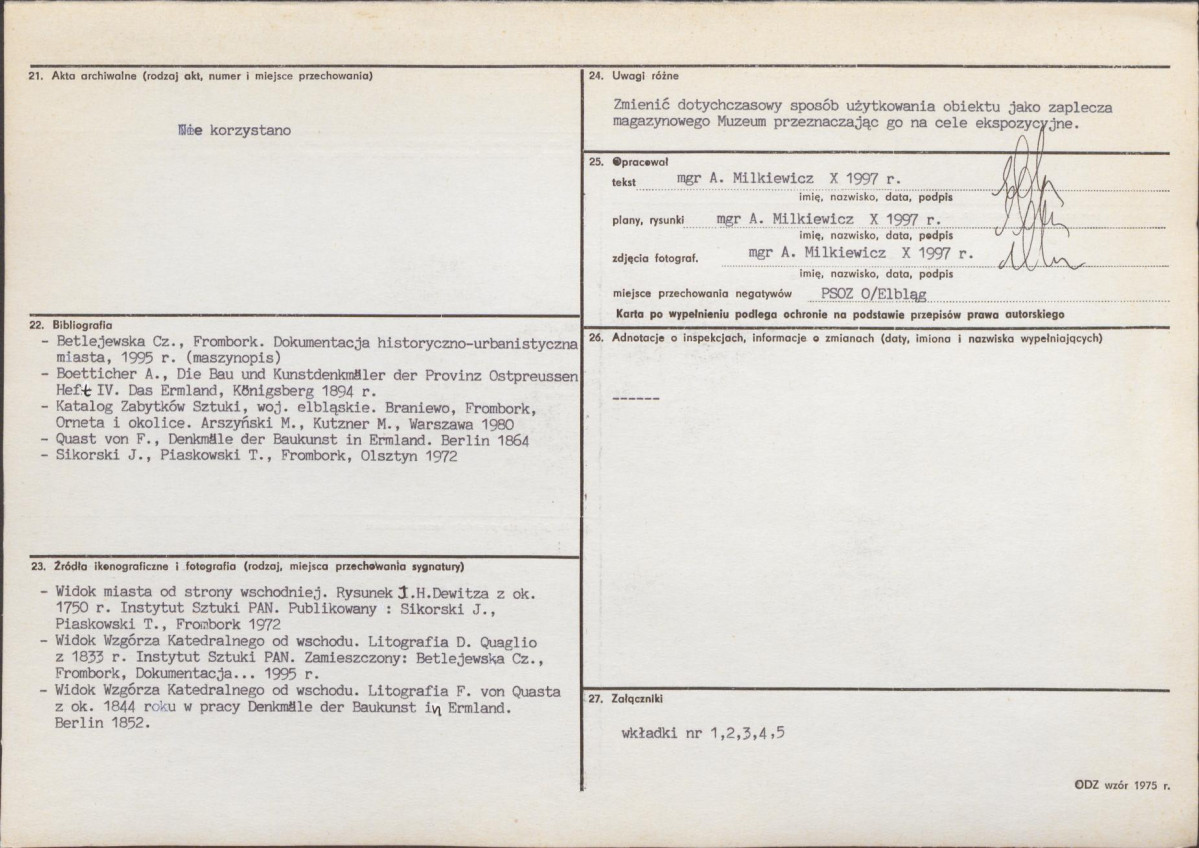 21. Akta archiwalne (rodzaj akt, numer i miejsce przechowania)
Nie korzystano
22. Bibliografia
- Betlejewska Cz., Frombork. Dokumentacja historyczno-urbanistyczna
miasta, 1995 r. (maszynopis)
- Boetticher A., Die Bau und Kunstdenkmäler der Provinz Ostpreussen
Heft IV. Das Ermland, Königsberg 1894 r.
- Katalog Zabytków Sztuki, woj. elbląskie. Braniewo, Frombork,
Orneta i okolice. Arszyński M., Kutzner M., Warszawa 1980
- Quast von F., Denkmäle der Baukunst in Ermland. Berlin 1864
- Sikorski J., Piaskowski T., Frombork, Olsztyn 1972
23. Źródła ikonograficzne i fotografia (rodzaj, miejsca przechowania sygnatury)
- Widok miasta od strony wschodniej. Rysunek J.H.Dewitza z ok.
1750 r. Instytut Sztuki PAN. Publikowany : Sikorski J.,
Piaskowski T., Frombork 1972
- Widok Wzgórza Katedralnego od wschodu. Litografia D. Quaglio
z 1833 r. Instytut Sztuki PAN. Zamieszczony: Betlejewska Cz.,
Frombork, Dokumentacja... 1995 r.
- Widok Wzgórza Katedralnego od wschodu. Litografia F. von Quasta
z ok. 1844 roku w pracy Denkmäle der Baukunst in Ermland.
Berlin 1852.
24. Uwagi różne
Zmienić dotychczasowy sposób użytkowania obiektu jako zaplecza
magazynowego Muzeum przeznaczając go na cele ekspozycyjne.
25. Opracował
tekst mgr A. Milkiewicz X 1997 r.
imię, nazwisko, data, podpis
plany, rysunki mgr A. Milkiewicz X 1997 r.
imię, nazwisko, data, podpis
zdjęcia fotograf. mgr A. Milkiewicz X 1997 r.
imię, nazwisko, data, podpis
miejsce przechowania negatywów PSOZ O/Elbląg
Karta po wypełnieniu podlega ochronie na podstawie przepisów prawa autorskiego
26. Adnotacje o inspekcjach, informacje o zmianach (daty, imiona i nazwiska wypełniających)
------
27. Załączniki
wkładki nr 1,2,3,4,5
ODZ wzór 1975 r.